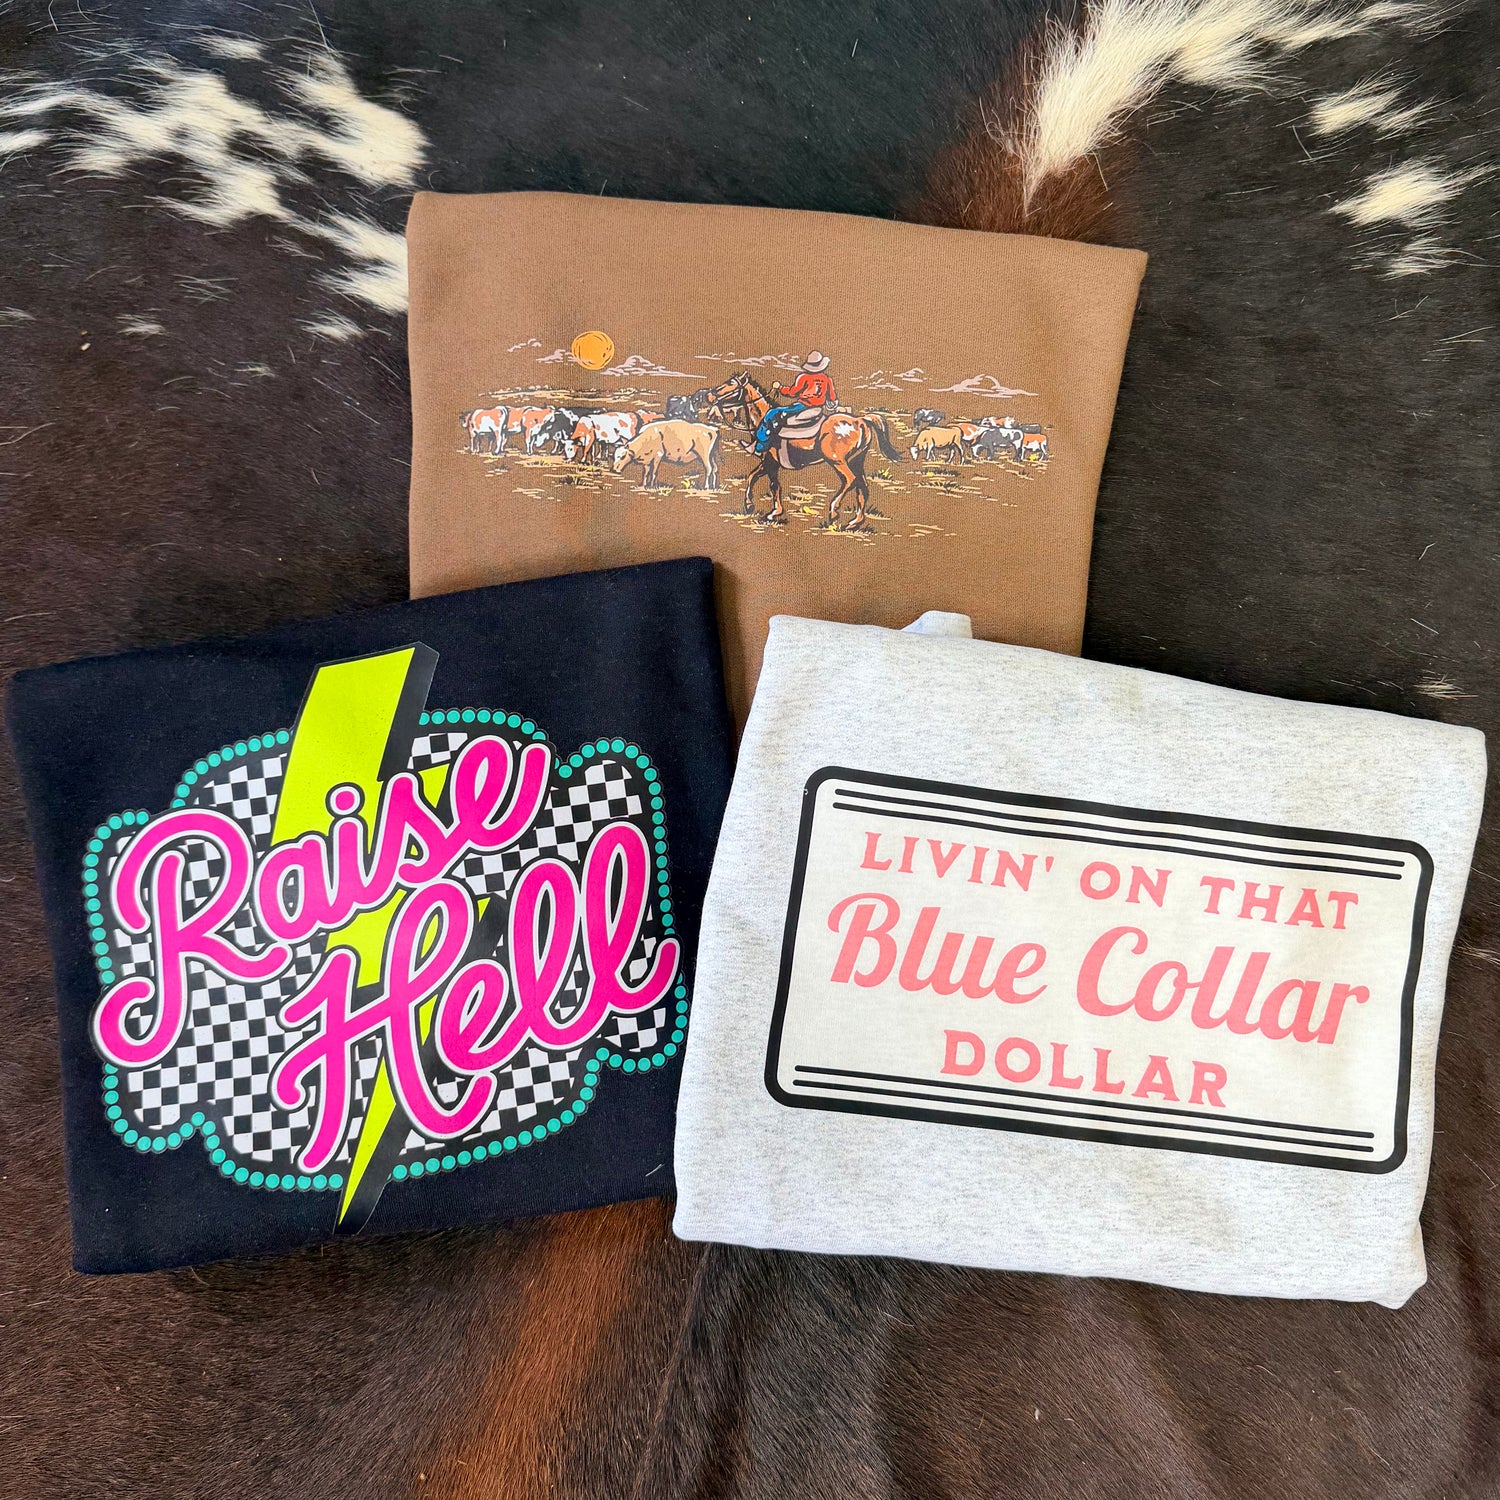 Raise
Hell
LIVIN' ON THAT
Blue Collar
DOLLAR